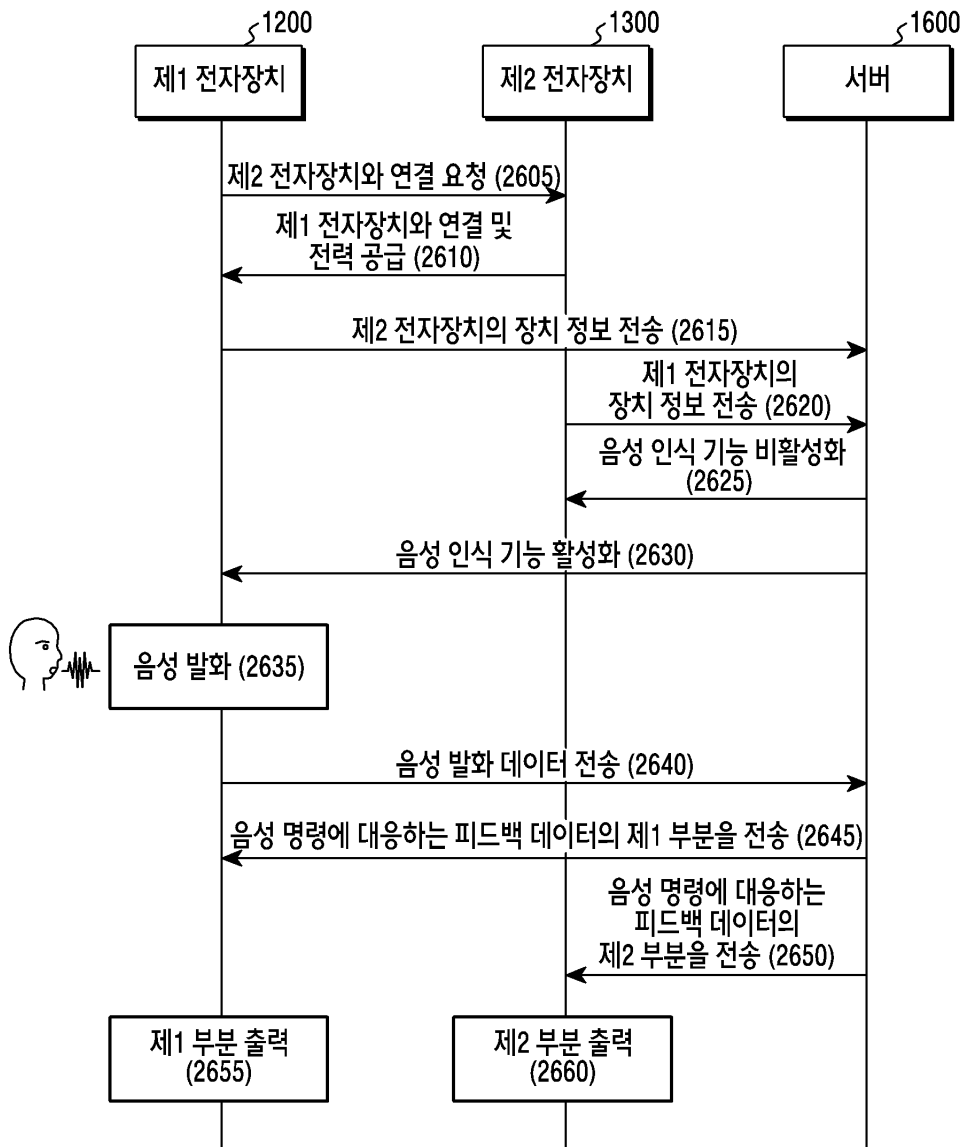 1200
1300
1600
제1 전자장치
제2 전자장치
서버
제2 전자장치와 연결 요청 (2605)
제1 전자장치와 연결 및
전력 공급 (2610)
제2 전자장치의 장치 정보 전송 (2615)
제1 전자장치의
장치 정보 전송 (2620)
음성 인식 기능 비활성화
(2625)
음성 인식 기능 활성화 (2630)
음성 발화 (2635)
음성 발화 데이터 전송 (2640)
음성 명령에 대응하는 피드백 데이터의 제1 부분을 전송 (2645)
음성 명령에 대응하는
피드백 데이터의
제2 부분을 전송 (2650)
제1 부분 출력
(2655)
제2 부분 출력
(2660)